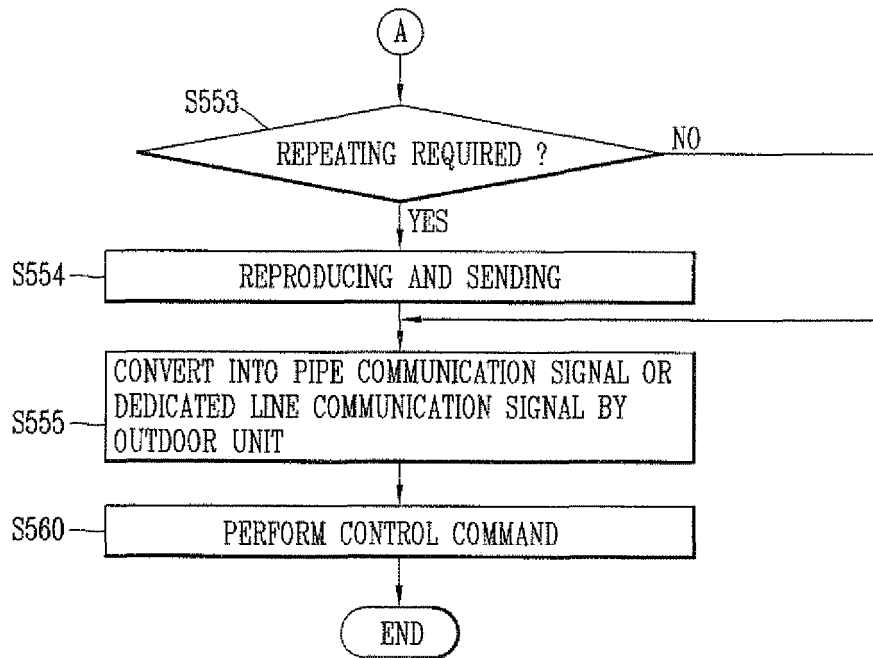 A
S553
REPEATING REQUIRED ?
NO
YES
S554
REPRODUCING AND SENDING
CONVERT INTO PIPE COMMUNICATION SIGNAL OR
DEDICATED LINE COMMUNICATION SIGNAL BY
S555
OUTDOOR UNIT
S560
PERFORM CONTROL COMMAND
END